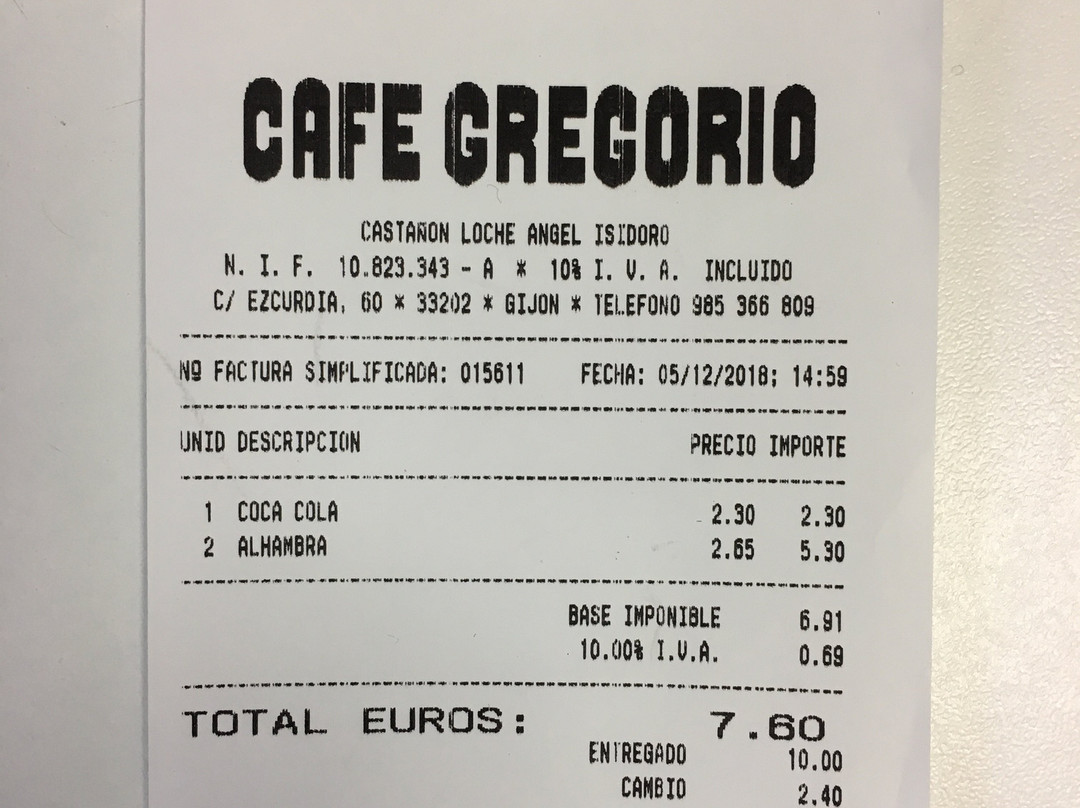 CAFE GREGORIO
CASTAÑON LOCHE ANGEL ISIDORO
N. I. F. 10.823.343 - A * 10% I. V. A. INCLUIDO
C/ EZCURDIA, 60 * 33202 * GIJON * TELEFONO 985 366 809
Nº FACTURA SIMPLIFICADA: 015611 FECHA: 05/12/2018; 14:59
UNID DESCRIPCION PRECIO IMPORTE
1 COCA COLA 2.30 2.30
2 ALHAMBRA 2.65 5.30
BASE IMPONIBLE 6.91
10.00% I.V.A. 0.69
TOTAL EUROS: 7.60
ENTREGADO 10.00
CAMBIO 2.40